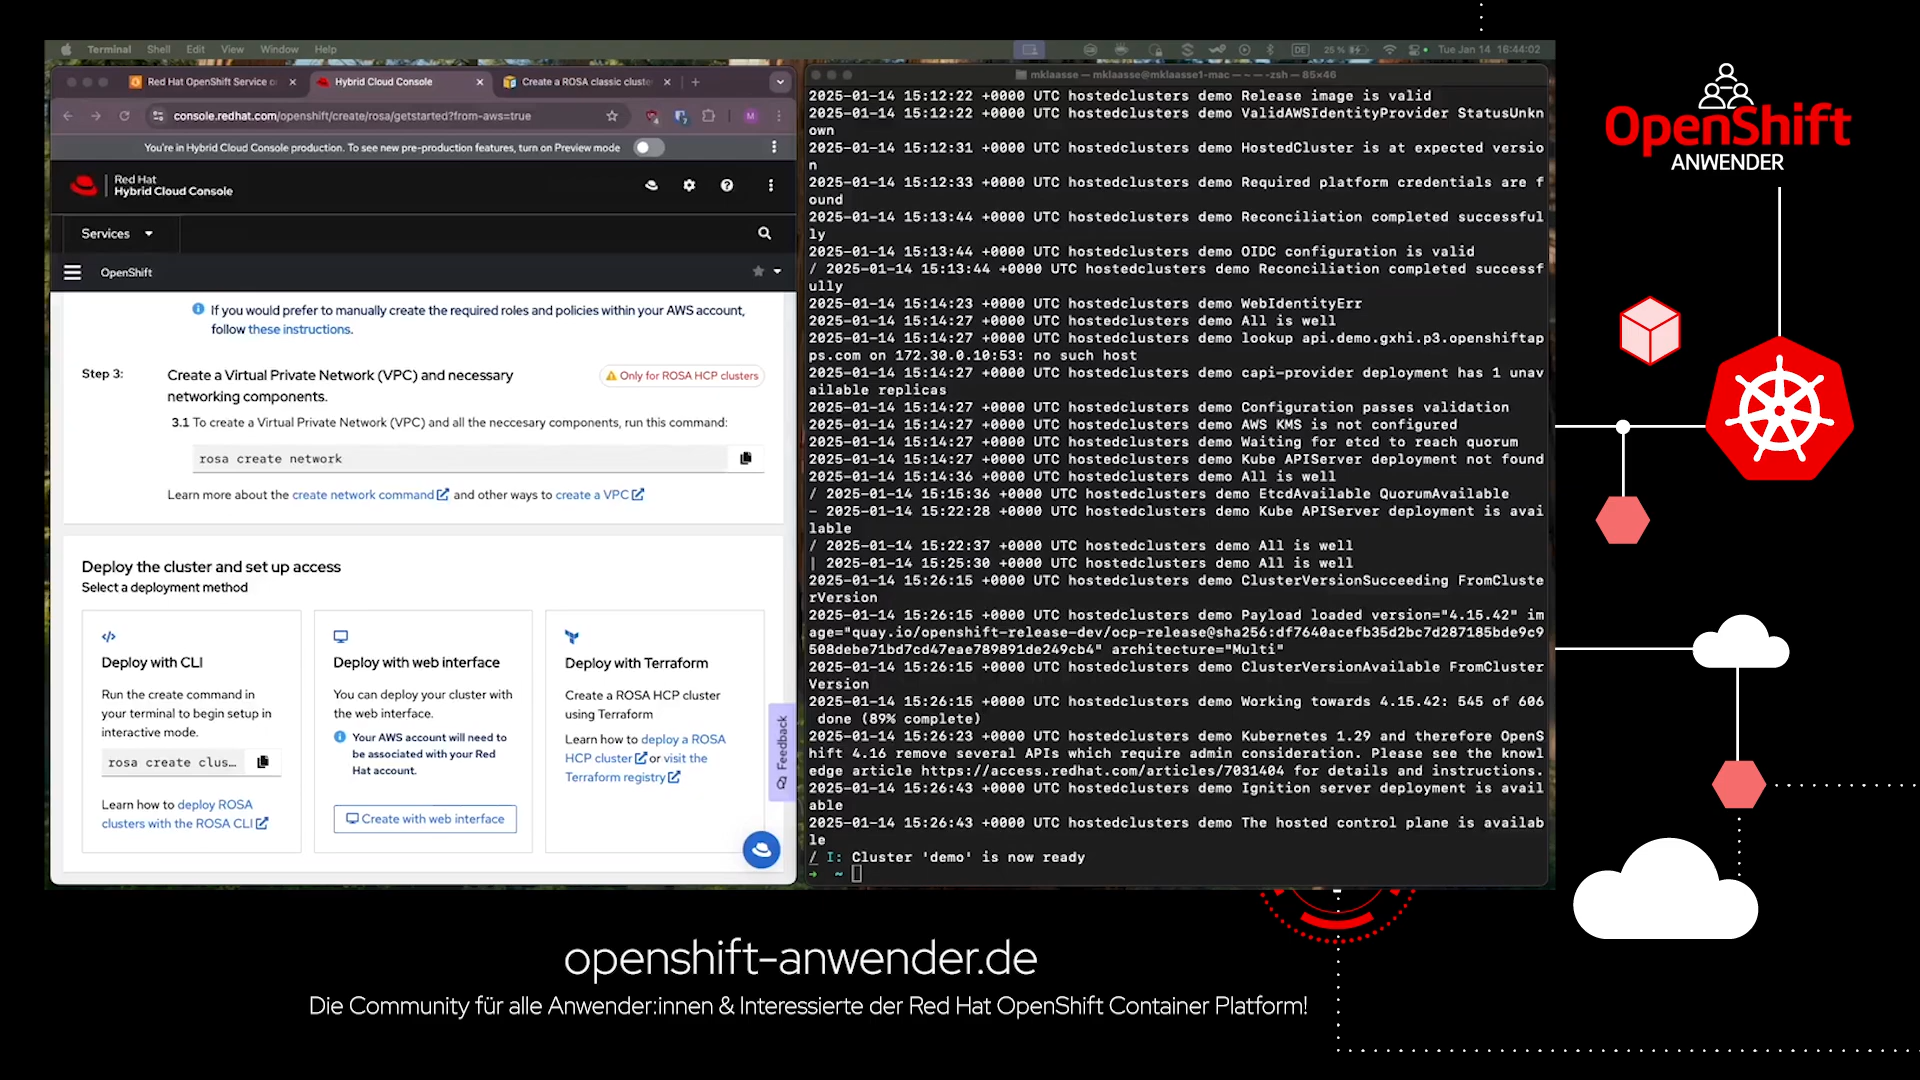 Terminal Shell Edit View Window Help
DE 25 % Tue Jan 14 16:44:02
Red Hat OpenShift Service o
Hybrid Cloud Console
Create a ROSA classic cluste
console.redhat.com/openshift/create/rosa/getstarted?from-aws=true
M
You're in Hybrid Cloud Console production. To see new pre-production features, turn on Preview mode
Red Hat
Hybrid Cloud Console
Services
OpenShift
If you would prefer to manually create the required roles and policies within your AWS account,
follow these instructions.
Step 3:
Create a Virtual Private Network (VPC) and necessary
networking components.
Only for ROSA HCP clusters
3.1 To create a Virtual Private Network (VPC) and all the neccesary components, run this command:
rosa create network
Learn more about the create network command and other ways to create a VPC
Deploy the cluster and set up access
Select a deployment method
Deploy with CLI
Run the create command in
your terminal to begin setup in
interactive mode.
rosa create clus…
Learn how to deploy ROSA
clusters with the ROSA CLI
Deploy with web interface
You can deploy your cluster with
the web interface.
Your AWS account will need to
be associated with your Red
Hat account.
Create with web interface
Deploy with Terraform
Create a ROSA HCP cluster
using Terraform
Learn how to deploy a ROSA
HCP cluster or visit the
Terraform registry
Feedback
mklaasse — mklaasse@mklaasse1-mac — ~ — -zsh — 85×46
2025-01-14 15:12:22 +0000 UTC hostedclusters demo Release image is valid
2025-01-14 15:12:22 +0000 UTC hostedclusters demo ValidAWSIdentityProvider StatusUnkn
own
2025-01-14 15:12:31 +0000 UTC hostedclusters demo HostedCluster is at expected versio
n
2025-01-14 15:12:33 +0000 UTC hostedclusters demo Required platform credentials are f
ound
2025-01-14 15:13:44 +0000 UTC hostedclusters demo Reconciliation completed successful
ly
2025-01-14 15:13:44 +0000 UTC hostedclusters demo OIDC configuration is valid
/ 2025-01-14 15:13:44 +0000 UTC hostedclusters demo Reconciliation completed successf
ully
2025-01-14 15:14:23 +0000 UTC hostedclusters demo WebIdentityErr
2025-01-14 15:14:27 +0000 UTC hostedclusters demo All is well
2025-01-14 15:14:27 +0000 UTC hostedclusters demo lookup api.demo.gxhi.p3.openshiftap
ps.com on 172.30.0.10:53: no such host
2025-01-14 15:14:27 +0000 UTC hostedclusters demo capi-provider deployment has 1 unav
ailable replicas
2025-01-14 15:14:27 +0000 UTC hostedclusters demo Configuration passes validation
2025-01-14 15:14:27 +0000 UTC hostedclusters demo AWS KMS is not configured
2025-01-14 15:14:27 +0000 UTC hostedclusters demo Waiting for etcd to reach quorum
2025-01-14 15:14:27 +0000 UTC hostedclusters demo Kube APIServer deployment not found
2025-01-14 15:14:36 +0000 UTC hostedclusters demo All is well
/ 2025-01-14 15:15:36 +0000 UTC hostedclusters demo EtcdAvailable QuorumAvailable
- 2025-01-14 15:22:28 +0000 UTC hostedclusters demo Kube APIServer deployment is avai
lable
/ 2025-01-14 15:22:37 +0000 UTC hostedclusters demo All is well
| 2025-01-14 15:25:30 +0000 UTC hostedclusters demo All is well
2025-01-14 15:26:15 +0000 UTC hostedclusters demo ClusterVersionSucceeding FromCluste
rVersion
2025-01-14 15:26:15 +0000 UTC hostedclusters demo Payload loaded version="4.15.42" im
age="quay.io/openshift-release-dev/ocp-release@sha256:df7640acefb35d2bc7d287185bde9c9
508debe71bd7cd47eae789891de249cb4" architecture="Multi"
2025-01-14 15:26:15 +0000 UTC hostedclusters demo ClusterVersionAvailable FromCluster
Version
2025-01-14 15:26:15 +0000 UTC hostedclusters demo Working towards 4.15.42: 545 of 606
done (89% complete)
2025-01-14 15:26:23 +0000 UTC hostedclusters demo Kubernetes 1.29 and therefore OpenS
hift 4.16 remove several APIs which require admin consideration. Please see the knowl
edge article https://access.redhat.com/articles/7031404 for details and instructions.
2025-01-14 15:26:43 +0000 UTC hostedclusters demo Ignition server deployment is avail
able
2025-01-14 15:26:43 +0000 UTC hostedclusters demo The hosted control plane is availab
le
/ I: Cluster 'demo' is now ready
→ ~
OpenShift
ANWENDER
openshift-anwender.de
Die Community für alle Anwender:innen & Interessierte der Red Hat OpenShift Container Platform!